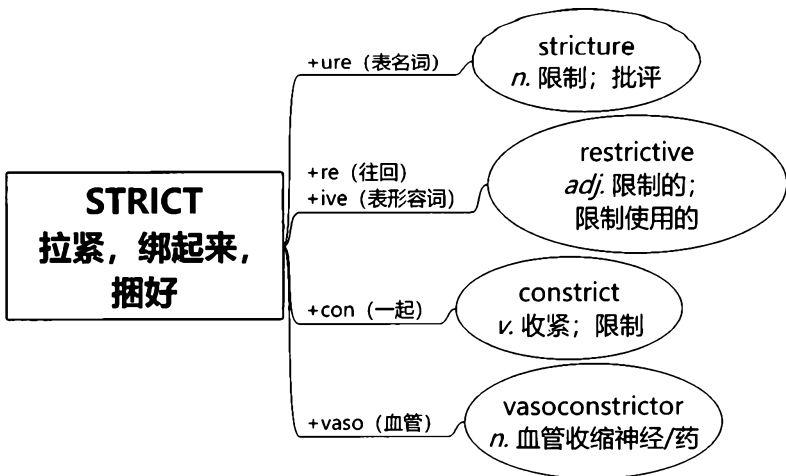 STRICT
拉紧，绑起来，
捆好
+ure（表名词）
stricture
n. 限制；批评
+re（往回）
+ive（表形容词）
restrictive
adj. 限制的；
限制使用的
+con（一起）
constrict
v. 收紧；限制
+vaso（血管）
vasoconstrictor
n. 血管收缩神经/药